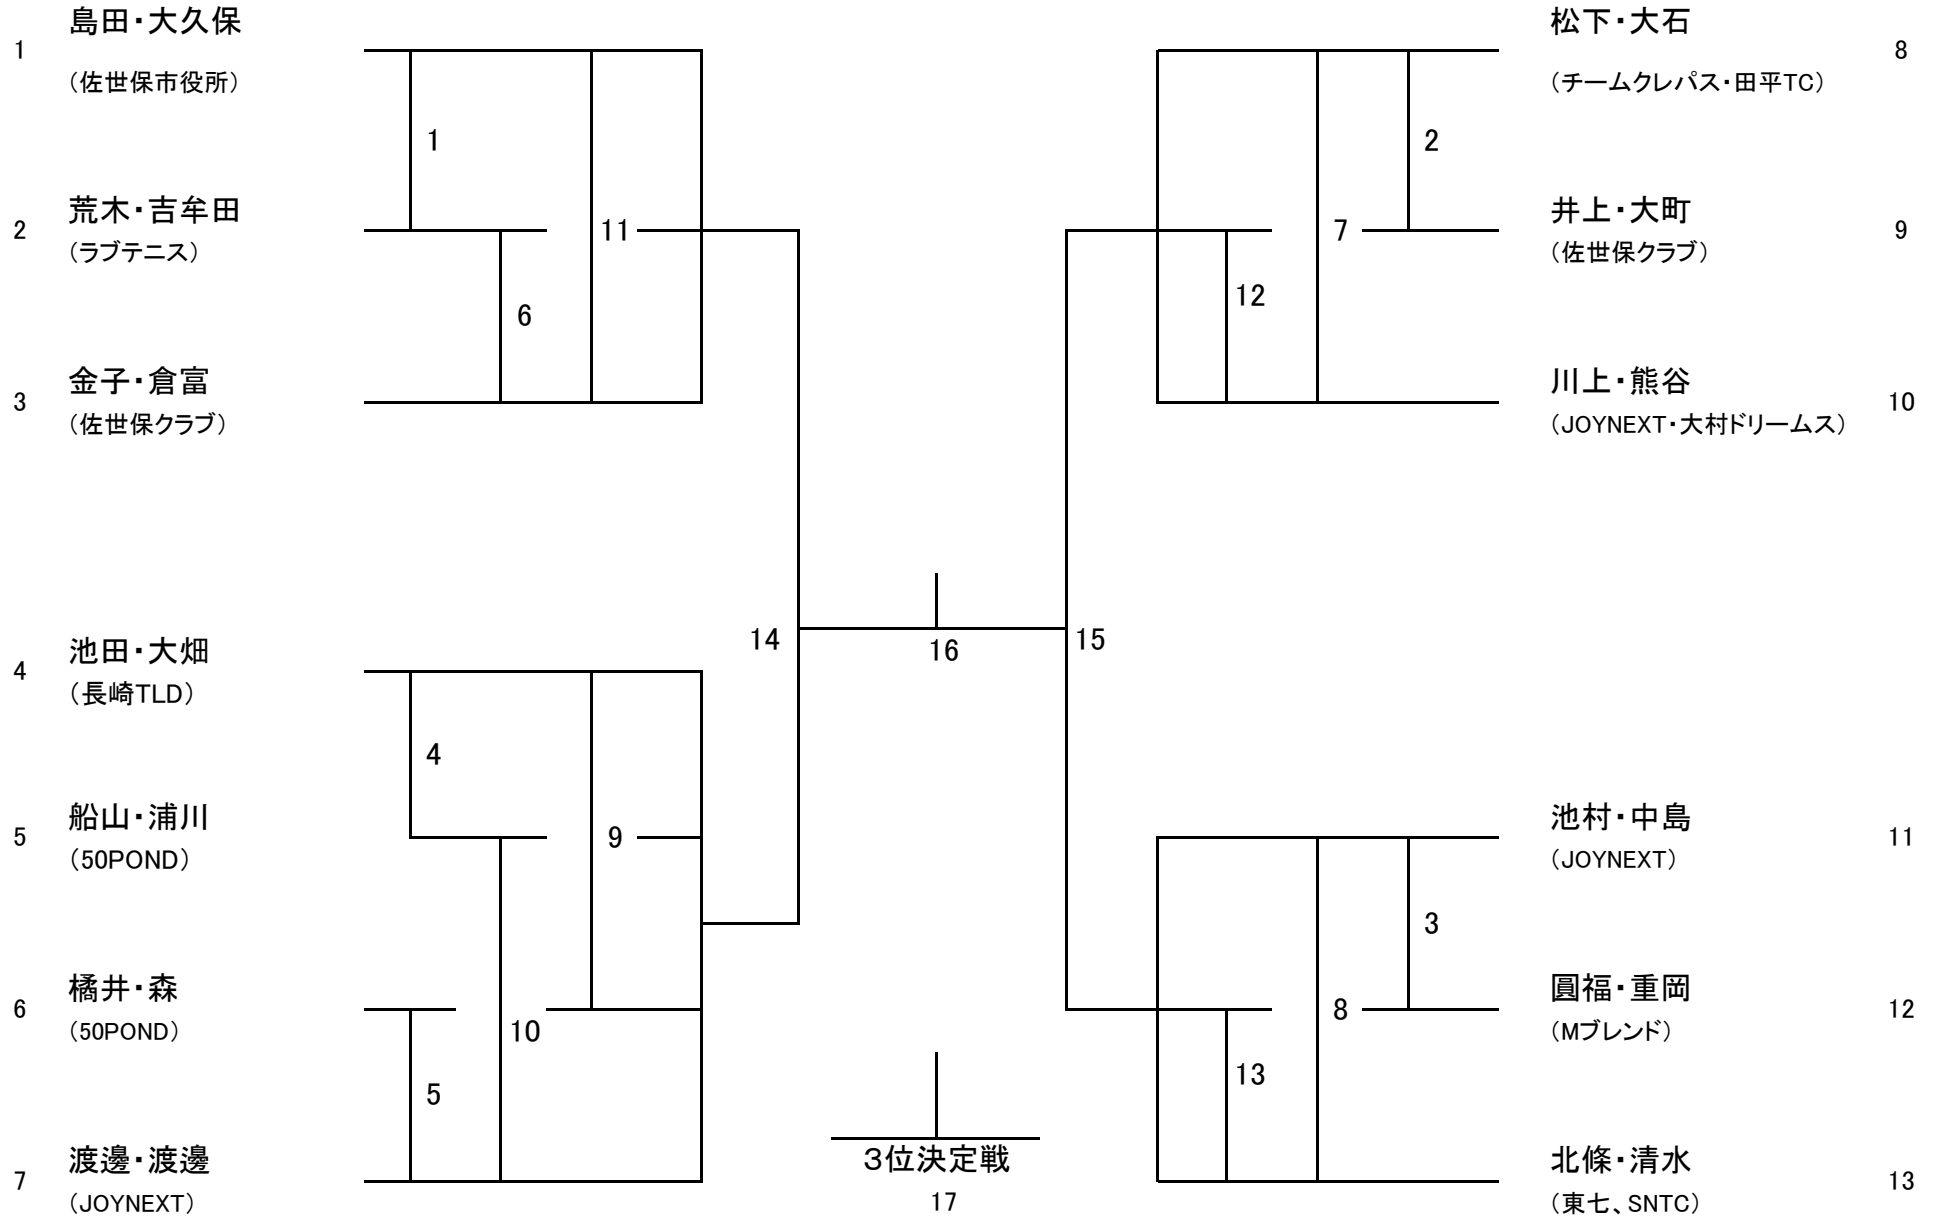 島田・大久保
1
(佐世保市役所)
1
荒木・吉牟田
2
(ラブテニス)
11
6
金子・倉富
3
(佐世保クラブ)
池田・大畑
4
(長崎TLD)
4
船山・浦川
5
(50POND)
9
橘井・森
6
(50POND)
10
5
渡邊・渡邊
7
(JOYNEXT)
14
16
15
3位決定戦
17
松下・大石
8
(チームクレパス・田平TC)
2
井上・大町
9
(佐世保クラブ)
7
12
川上・熊谷
10
(JOYNEXT・大村ドリームス)
池村・中島
11
(JOYNEXT)
3
圓福・重岡
12
(Mブレンド)
8
13
北條・清水
13
(東七、SNTC)